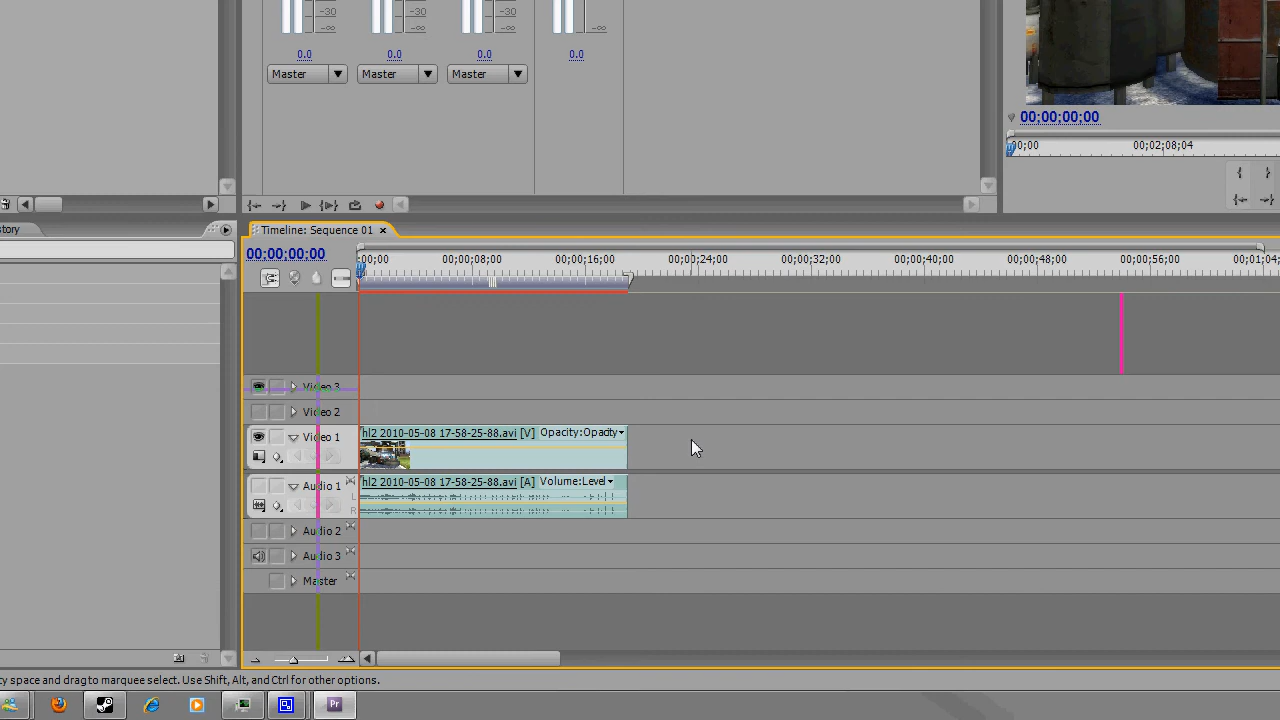 -30 -30 -30
-∞ -∞ -∞ -∞
0.0 0.0 0.0 0.0
Master Master Master
00;00;00;00
00;00 00;02;08;04
story
Timeline: Sequence 01
00;00;00;00
;00;00 00;00;08;00 00;00;16;00 00;00;24;00 00;00;32;00 00;00;40;00 00;00;48;00 00;00;56;00 00;01;04;
Video 3
Video 2
Video 1
hl2 2010-05-08 17-58-25-88.avi [V] Opacity:Opacity
Audio 1
hl2 2010-05-08 17-58-25-88.avi [A] Volume:Level
L
R
Audio 2
Audio 3
Master
ty space and drag to marquee select. Use Shift, Alt, and Ctrl for other options.
Pr